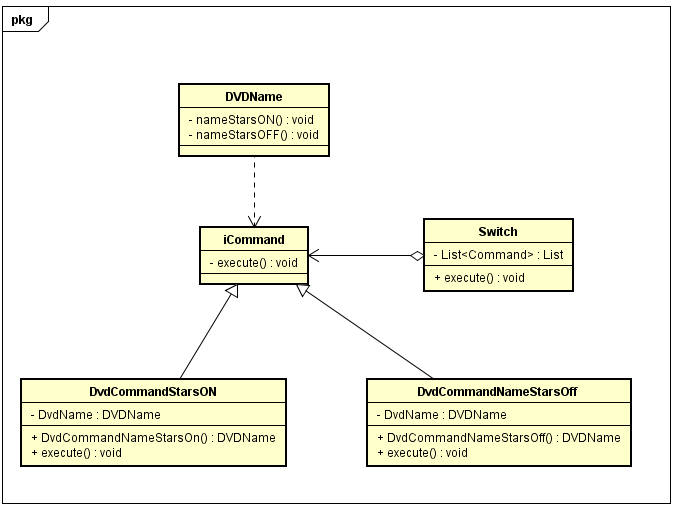 pkg
DVDName
- nameStarsON() : void
- nameStarsOFF() : void
iCommand
- execute() : void
Switch
- List<Command> : List
+ execute() : void
DvdCommandStarsON
- DvdName : DVDName
+ DvdCommandNameStarsOn() : DVDName
+ execute() : void
DvdCommandNameStarsOff
- DvdName : DVDName
+ DvdCommandNameStarsOff() : DVDName
+ execute() : void